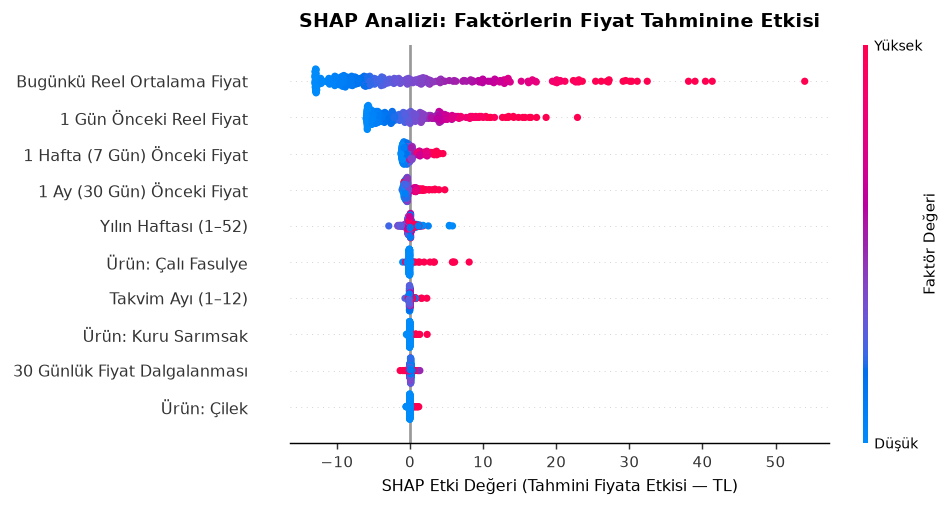 SHAP Analizi: Faktörlerin Fiyat Tahminine Etkisi
Yüksek
Bugünkü Reel Ortalama Fiyat
1 Gün Önceki Reel Fiyat
1 Hafta (7 Gün) Önceki Fiyat
1 Ay (30 Gün) Önceki Fiyat
Yılın Haftası (1–52)
Ürün: Çalı Fasulye
Takvim Ayı (1–12)
Ürün: Kuru Sarımsak
30 Günlük Fiyat Dalgalanması
Ürün: Çilek
Faktör Değeri
Düşük
−10 0 10 20 30 40 50
SHAP Etki Değeri (Tahmini Fiyata Etkisi — TL)